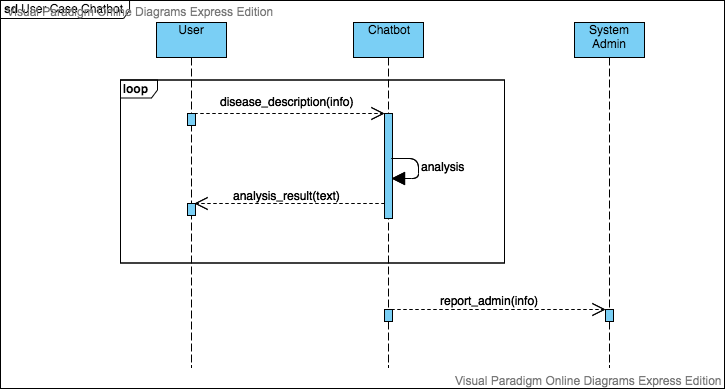 sd User Case Chatbot
Visual Paradigm Online Diagrams Express Edition
User
Chatbot
System
Admin
loop
disease_description(info)
analysis
analysis_result(text)
report_admin(info)
Visual Paradigm Online Diagrams Express Edition